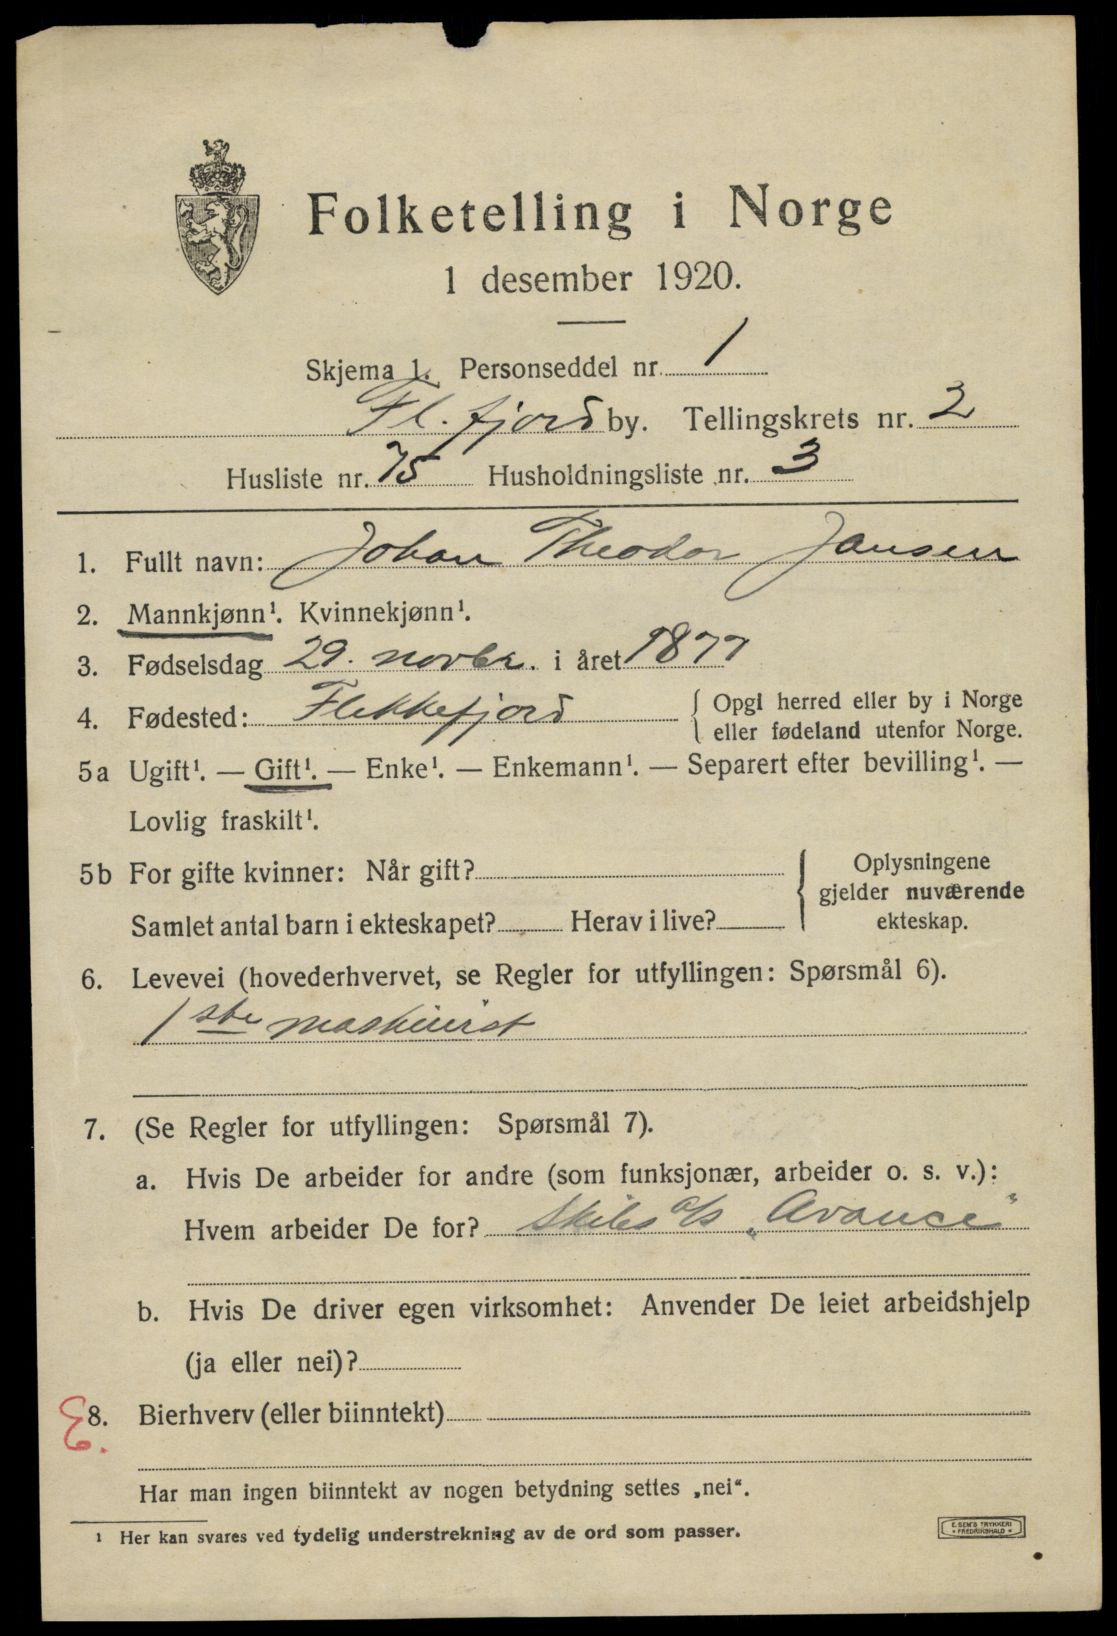 Folketelling i Norge
1 desember 1920.
Skjema 1. Personseddel nr. 1
Fl.fjord by. Tellingskrets nr. 2
Husliste nr. 75 Husholdningsliste nr. 3
1. Fullt navn: Johan Theodor Jansen
2. Mannkjønn¹. Kvinnekjønn¹.
3. Fødselsdag 29. novbr. i året 1877
4. Fødested: Flekkefjord { Opgi herred eller by i Norge
eller fødeland utenfor Norge.
5a Ugift¹. — Gift¹. — Enke¹. — Enkemann¹. — Separert efter bevilling¹. —
Lovlig fraskilt¹.
5b For gifte kvinner: Når gift?
Samlet antal barn i ekteskapet? Herav i live?
Oplysningene
gjelder nuværende
ekteskap.
6. Levevei (hovederhvervet, se Regler for utfyllingen: Spørsmål 6).
1ste maskinist
7. (Se Regler for utfyllingen: Spørsmål 7).
a. Hvis De arbeider for andre (som funksjonær, arbeider o. s. v.):
Hvem arbeider De for? Skibs a/s „Avance"
b. Hvis De driver egen virksomhet: Anvender De leiet arbeidshjelp
(ja eller nei)?
8. Bierhverv (eller biinntekt)
Har man ingen biinntekt av nogen betydning settes „nei“.
¹ Her kan svares ved tydelig understrekning av de ord som passer.
E. SEM'S TRYKKERI
* FREDRIKSHALD *